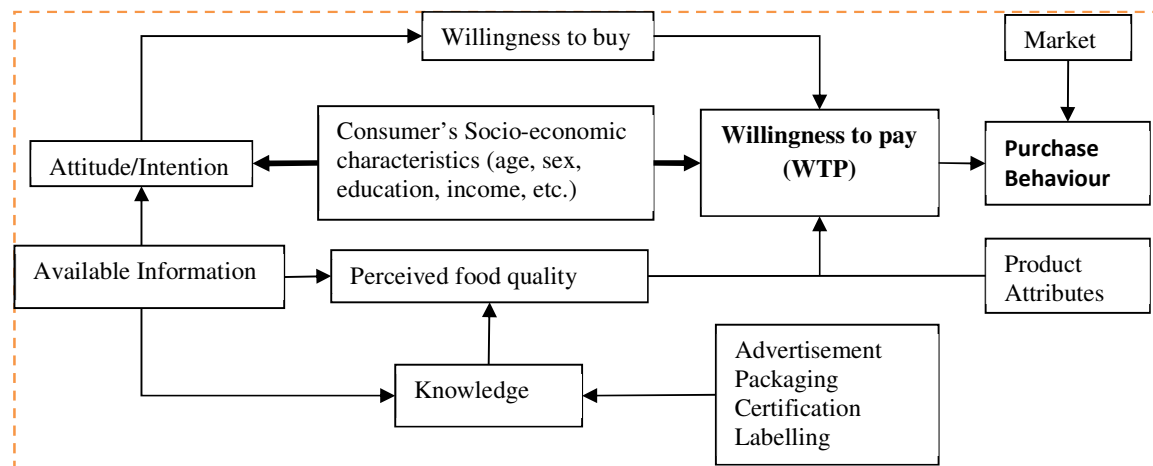 Willingness to buy
Market
Consumer’s Socio-economic
characteristics (age, sex,
education, income, etc.)
Willingness to pay
(WTP)
Purchase
Behaviour
Attitude/Intention
Available Information
Perceived food quality
Product
Attributes
Knowledge
Advertisement
Packaging
Certification
Labelling